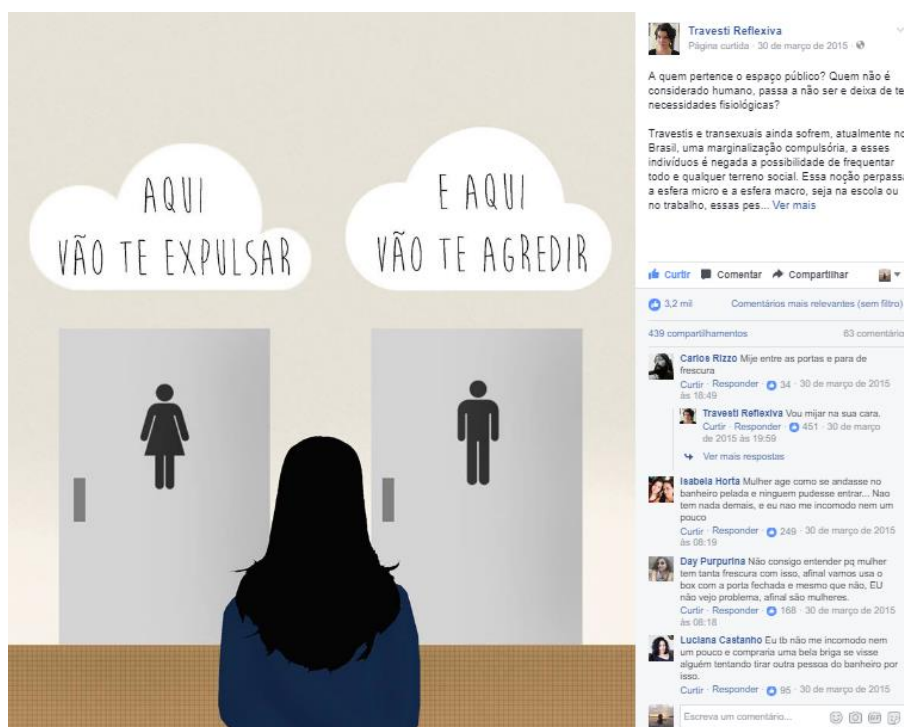 AQUI
VÃO TE EXPULSAR
E AQUI
VÃO TE AGREDIR
Travesti Reflexiva
Página curtida · 30 de março de 2015 ·
A quem pertence o espaço público? Quem não é
considerado humano, passa a não ser e deixa de te
necessidades fisiológicas?
Travestis e transexuais ainda sofrem, atualmente no
Brasil, uma marginalização compulsória, a esses
indivíduos é negada a possibilidade de frequentar
todo e qualquer terreno social. Essa noção perpassa
a esfera micro e a esfera macro, seja na escola ou
no trabalho, essas pes... Ver mais
Curtir Comentar Compartilhar
3,2 mil Comentários mais relevantes (sem filtro)
439 compartilhamentos 63 comentário
Carlos Rizzo Mije entre as portas e para de
frescura
Curtir · Responder · 34 · 30 de março de 2015
às 18:49
Travesti Reflexiva Vou mijar na sua cara.
Curtir · Responder · 451 · 30 de março
de 2015 às 19:59
Ver mais respostas
Isabela Horta Mulher age como se andasse no
banheiro pelada e ninguem pudesse entrar... Nao
tem nada demais, e eu nao me incomodo nem um
pouco
Curtir · Responder · 249 · 30 de março de 2015
às 08:19
Day Purpurina Não consigo entender pq mulher
tem tanta frescura com isso, afinal vamos usa o
box com a porta fechada e mesmo que não, EU
não vejo problema, afinal são mulheres.
Curtir · Responder · 168 · 30 de março de 2015
às 08:18
Luciana Castanho Eu tb não me incomodo nem
um pouco e compraria uma bela briga se visse
alguém tentando tirar outra pessoa do banheiro por
isso.
Curtir · Responder · 95 · 30 de março de 2015
Escreva um comentário...